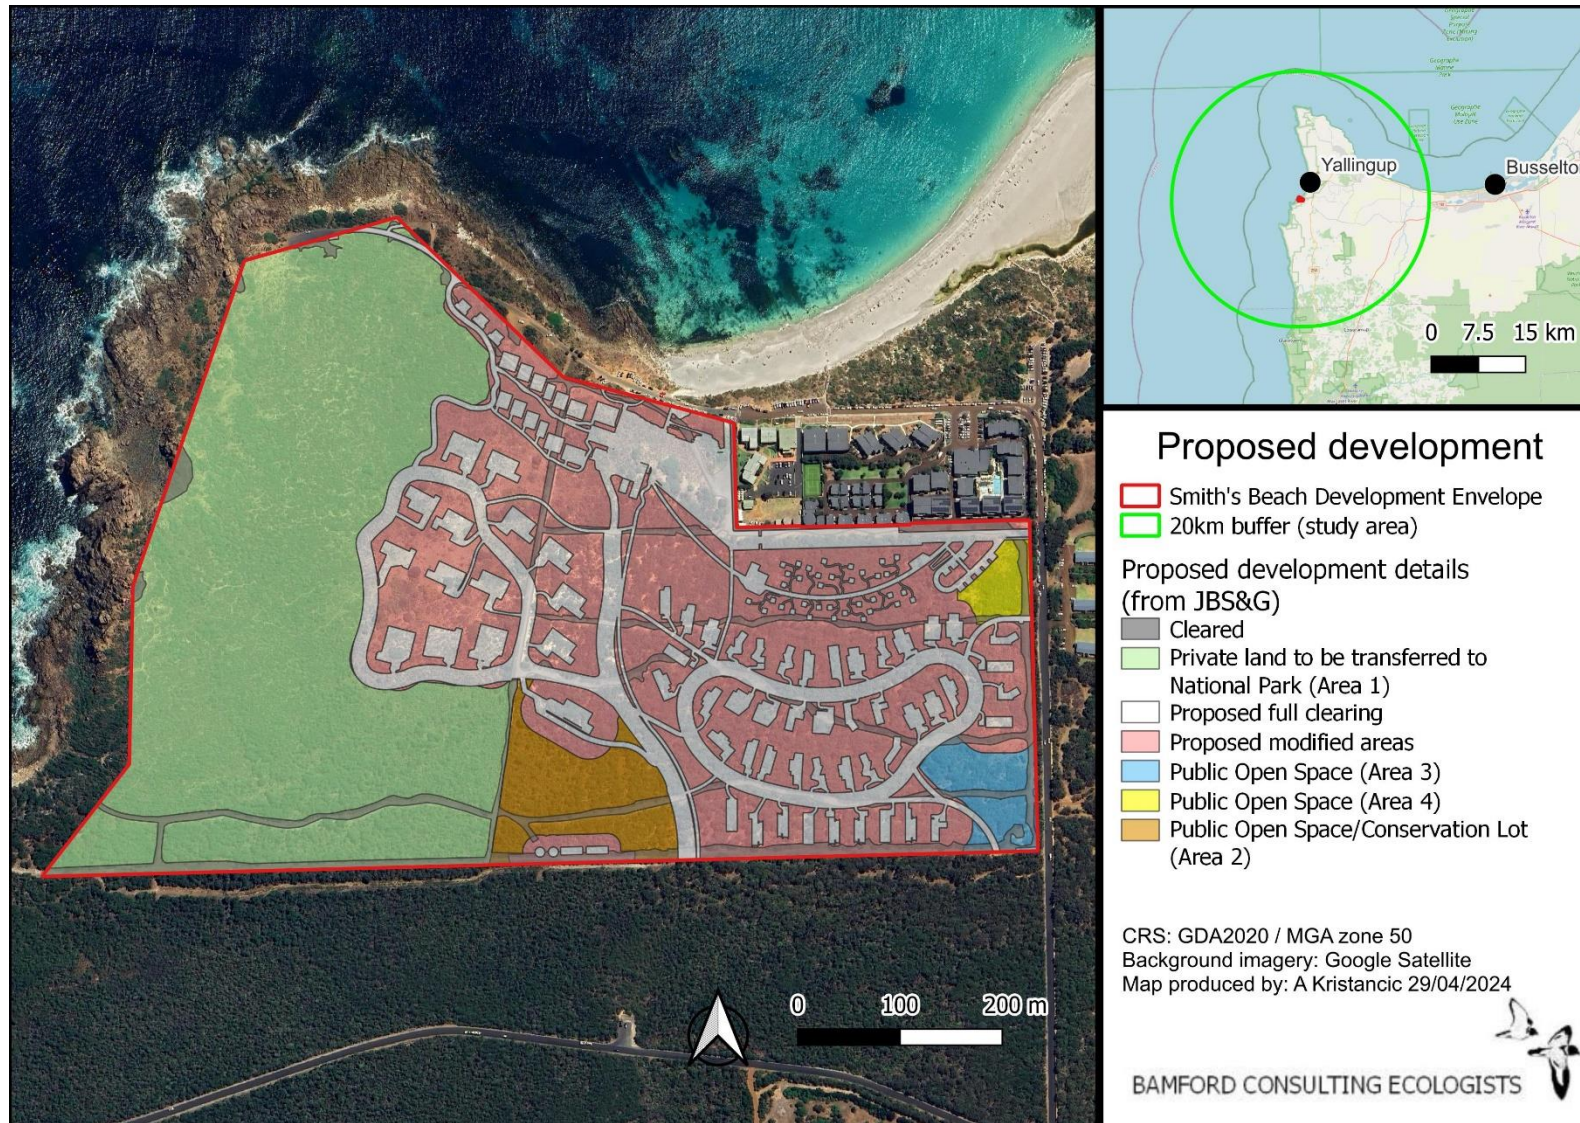 Yallingup
Busselto
0 7.5 15 km
Proposed development
Smith's Beach Development Envelope
20km buffer (study area)
Proposed development details
(from JBS&G)
Cleared
Private land to be transferred to
National Park (Area 1)
Proposed full clearing
Proposed modified areas
Public Open Space (Area 3)
Public Open Space (Area 4)
Public Open Space/Conservation Lot
(Area 2)
CRS: GDA2020 / MGA zone 50
Background imagery: Google Satellite
Map produced by: A Kristancic 29/04/2024
BAMFORD CONSULTING ECOLOGISTS
0 100 200 m